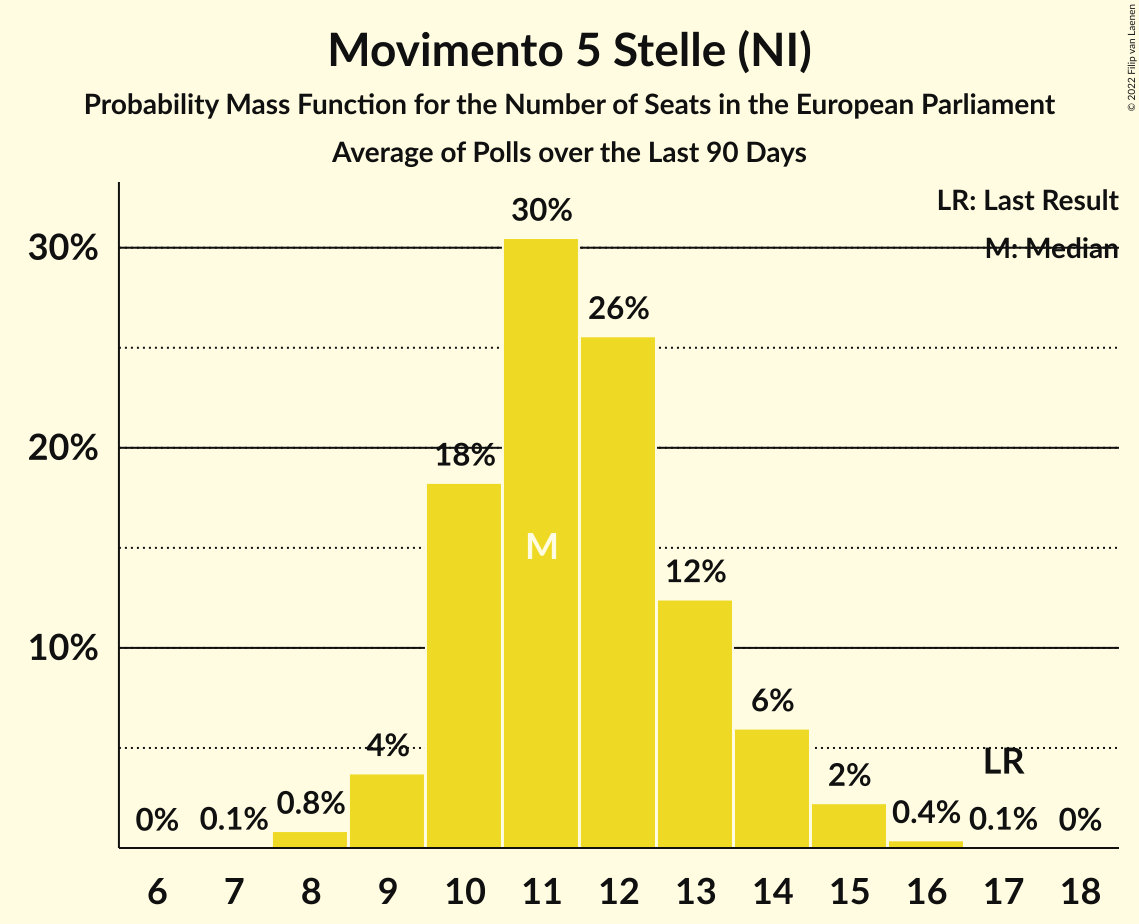 Movimento 5 Stelle (NI)
Probability Mass Function for the Number of Seats in the European Parliament
Average of Polls over the Last 90 Days
© 2022 Filip van Laenen
LR: Last Result
M: Median
30%
20%
10%
0%
0.1%
0.8%
4%
18%
30%
M
26%
12%
6%
2%
0.4%
LR
0.1%
0%
6 7 8 9 10 11 12 13 14 15 16 17 18